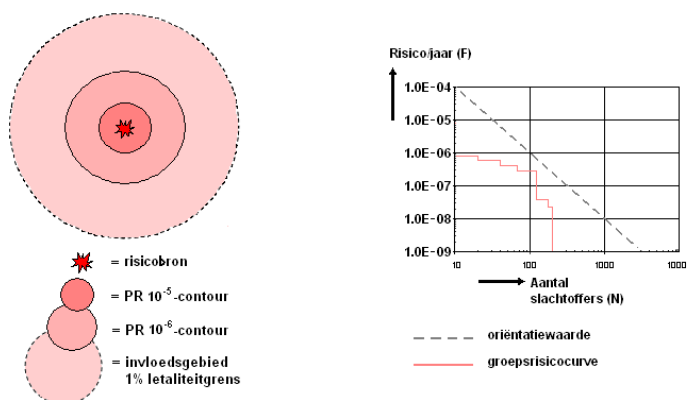 = risicobron
= PR 10⁻⁵-contour
= PR 10⁻⁶-contour
= invloedsgebied
1% letaliteitgrens
Risico/jaar (F)
1.0E-04
1.0E-05
1.0E-06
1.0E-07
1.0E-08
1.0E-09
10
100
1000
1000
Aantal
slachtoffers (N)
oriëntatiewaarde
groepsrisicocurve